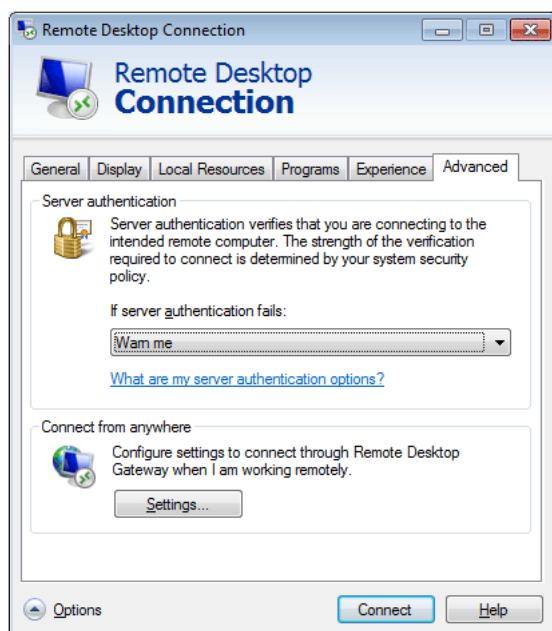 Remote Desktop Connection
Remote Desktop
Connection
General Display Local Resources Programs Experience Advanced
Server authentication
Server authentication verifies that you are connecting to the
intended remote computer. The strength of the verification
required to connect is determined by your system security
policy.
If server authentication fails:
Warn me
What are my server authentication options?
Connect from anywhere
Configure settings to connect through Remote Desktop
Gateway when I am working remotely.
Settings...
Options Connect Help